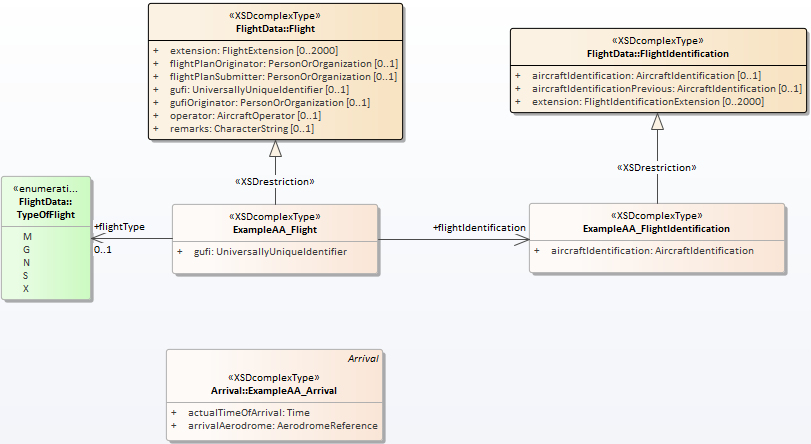 «XSDcomplexType»
FlightData::Flight
+ extension: FlightExtension [0..2000]
+ flightPlanOriginator: PersonOrOrganization [0..1]
+ flightPlanSubmitter: PersonOrOrganization [0..1]
+ gufi: UniversallyUniqueIdentifier [0..1]
+ gufiOriginator: PersonOrOrganization [0..1]
+ operator: AircraftOperator [0..1]
+ remarks: CharacterString [0..1]
«XSDcomplexType»
FlightData::FlightIdentification
+ aircraftIdentification: AircraftIdentification [0..1]
+ aircraftIdentificationPrevious: AircraftIdentification [0..1]
+ extension: FlightIdentificationExtension [0..2000]
«XSDrestriction»
«XSDrestriction»
«enumerati...
FlightData::
TypeOfFlight
M
G
N
S
X
+flightType
0..1
«XSDcomplexType»
ExampleAA_Flight
+ gufi: UniversallyUniqueIdentifier
+flightIdentification
«XSDcomplexType»
ExampleAA_FlightIdentification
+ aircraftIdentification: AircraftIdentification
Arrival
«XSDcomplexType»
Arrival::ExampleAA_Arrival
+ actualTimeOfArrival: Time
+ arrivalAerodrome: AerodromeReference